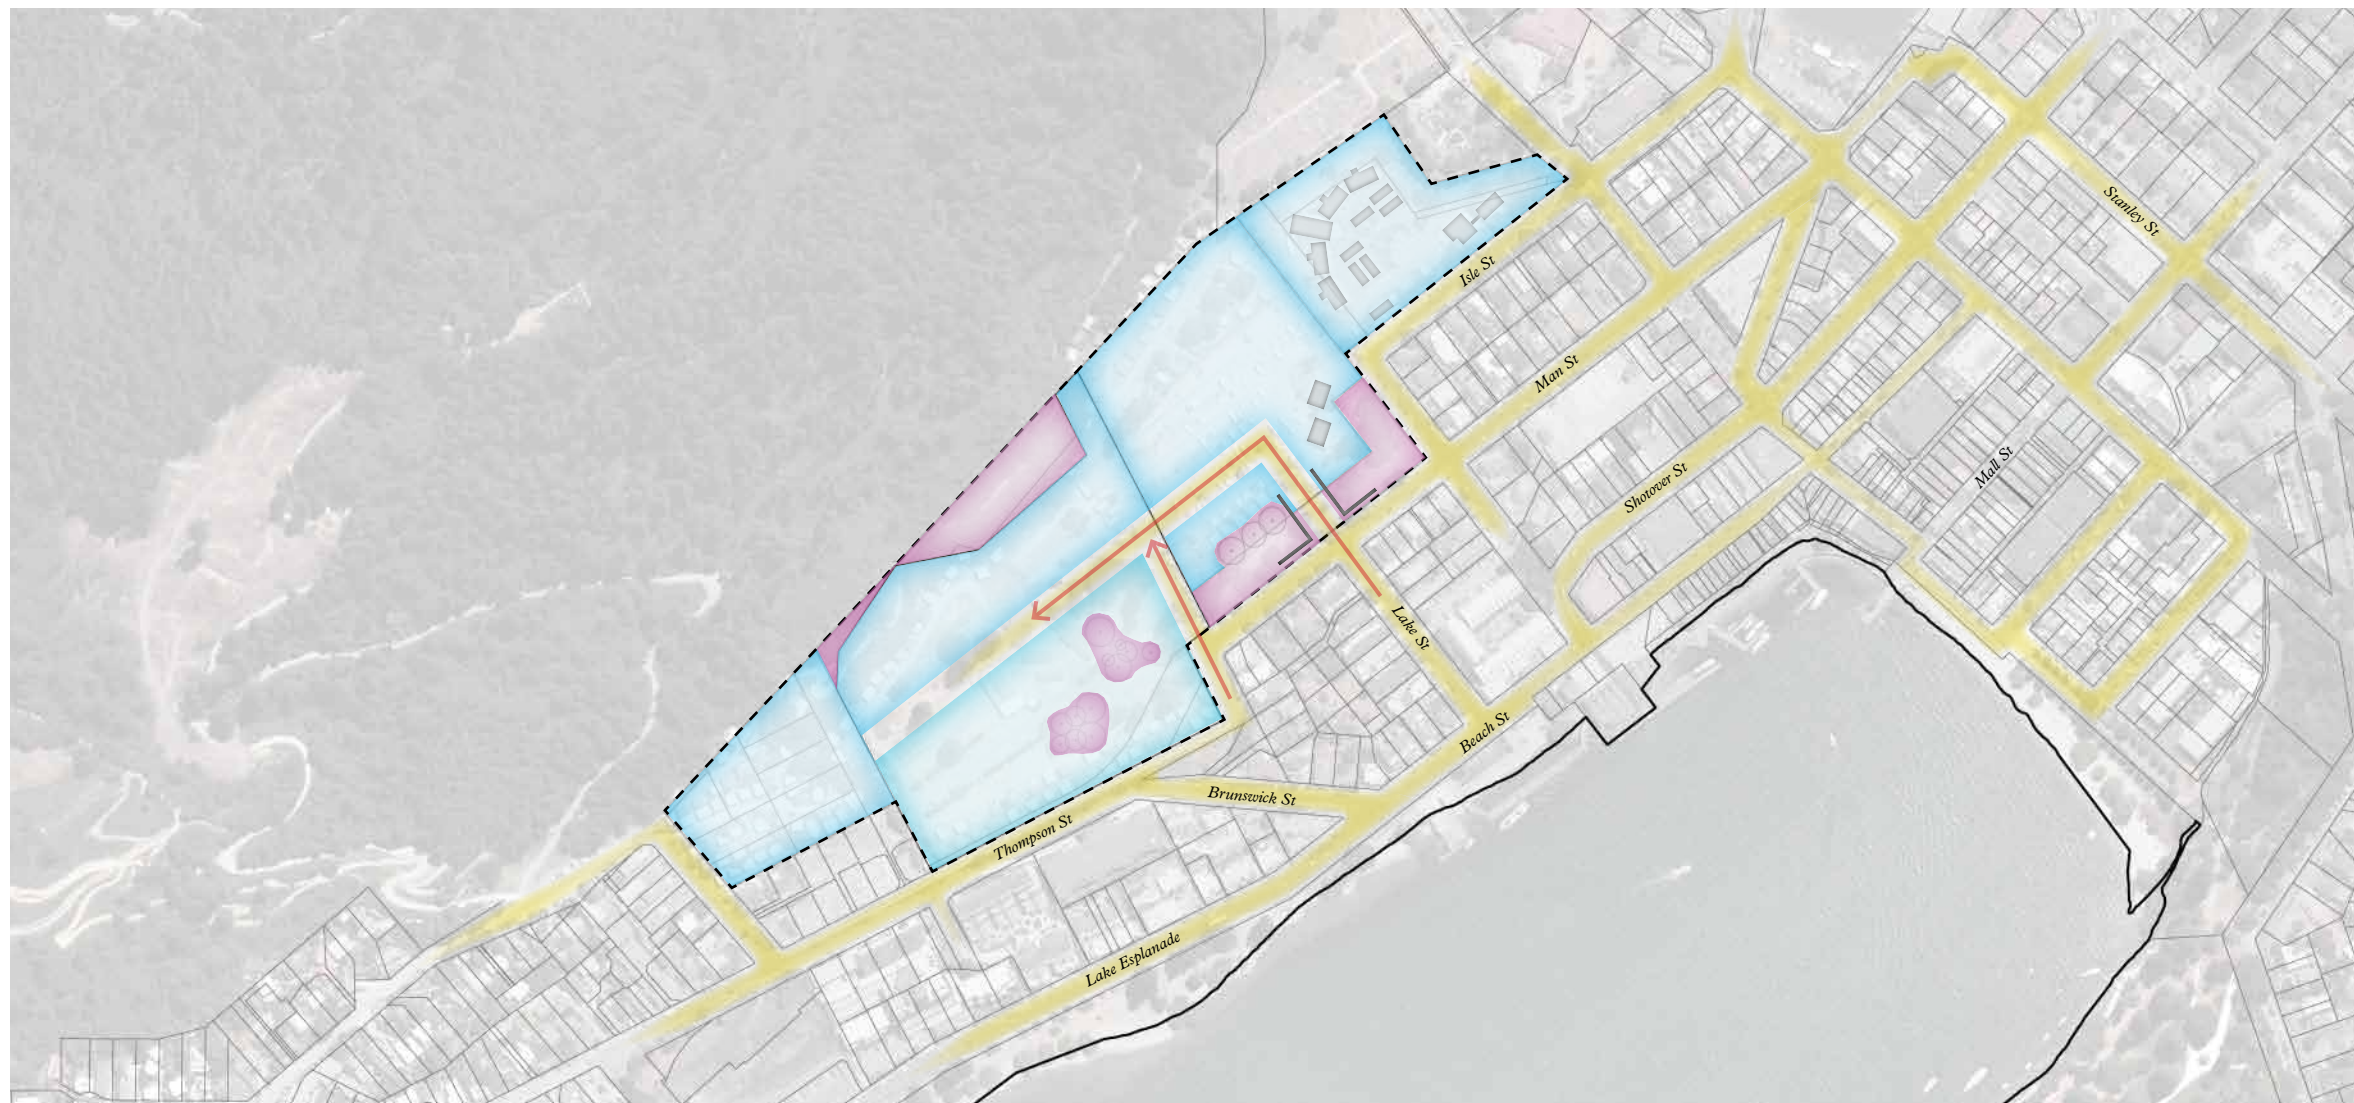 Stanley St
Isle St
Man St
Mall St
Shotover St
Lake St
Beach St
Brunswick St
Thompson St
Lake Esplanade